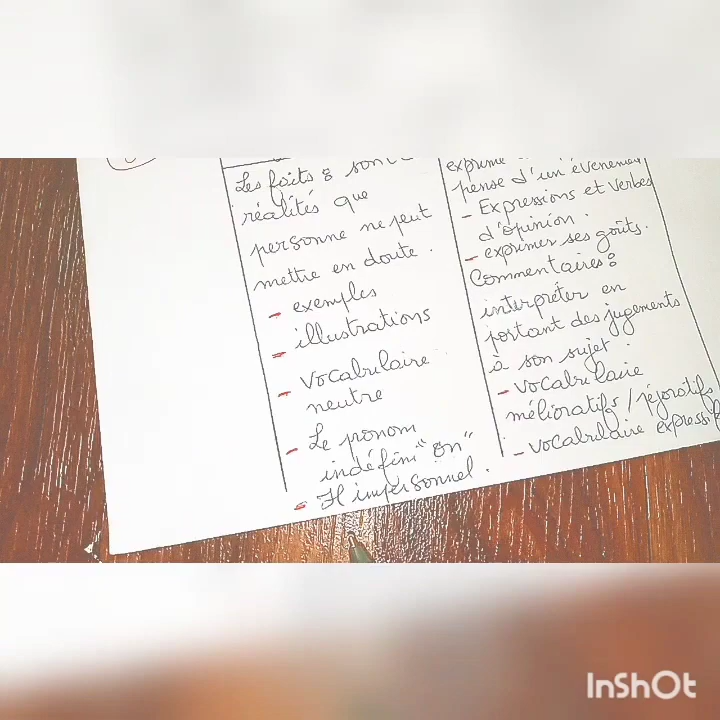 Les faits : sont
réalités que
personne ne peut
mettre en doute.
- exemples
- illustrations
- Vocabulaire
neutre
- Le pronom
indéfini "on"
- Il impersonnel.
exprime
pense d'un évènement
- Expressions et verbes
d'opinion.
- exprimer ses goûts.
Commentaires :
interpréter en
portant des jugements
à son sujet.
- vocabulaire
mélioratifs / péjoratifs
- vocabulaire expressif
InShOt